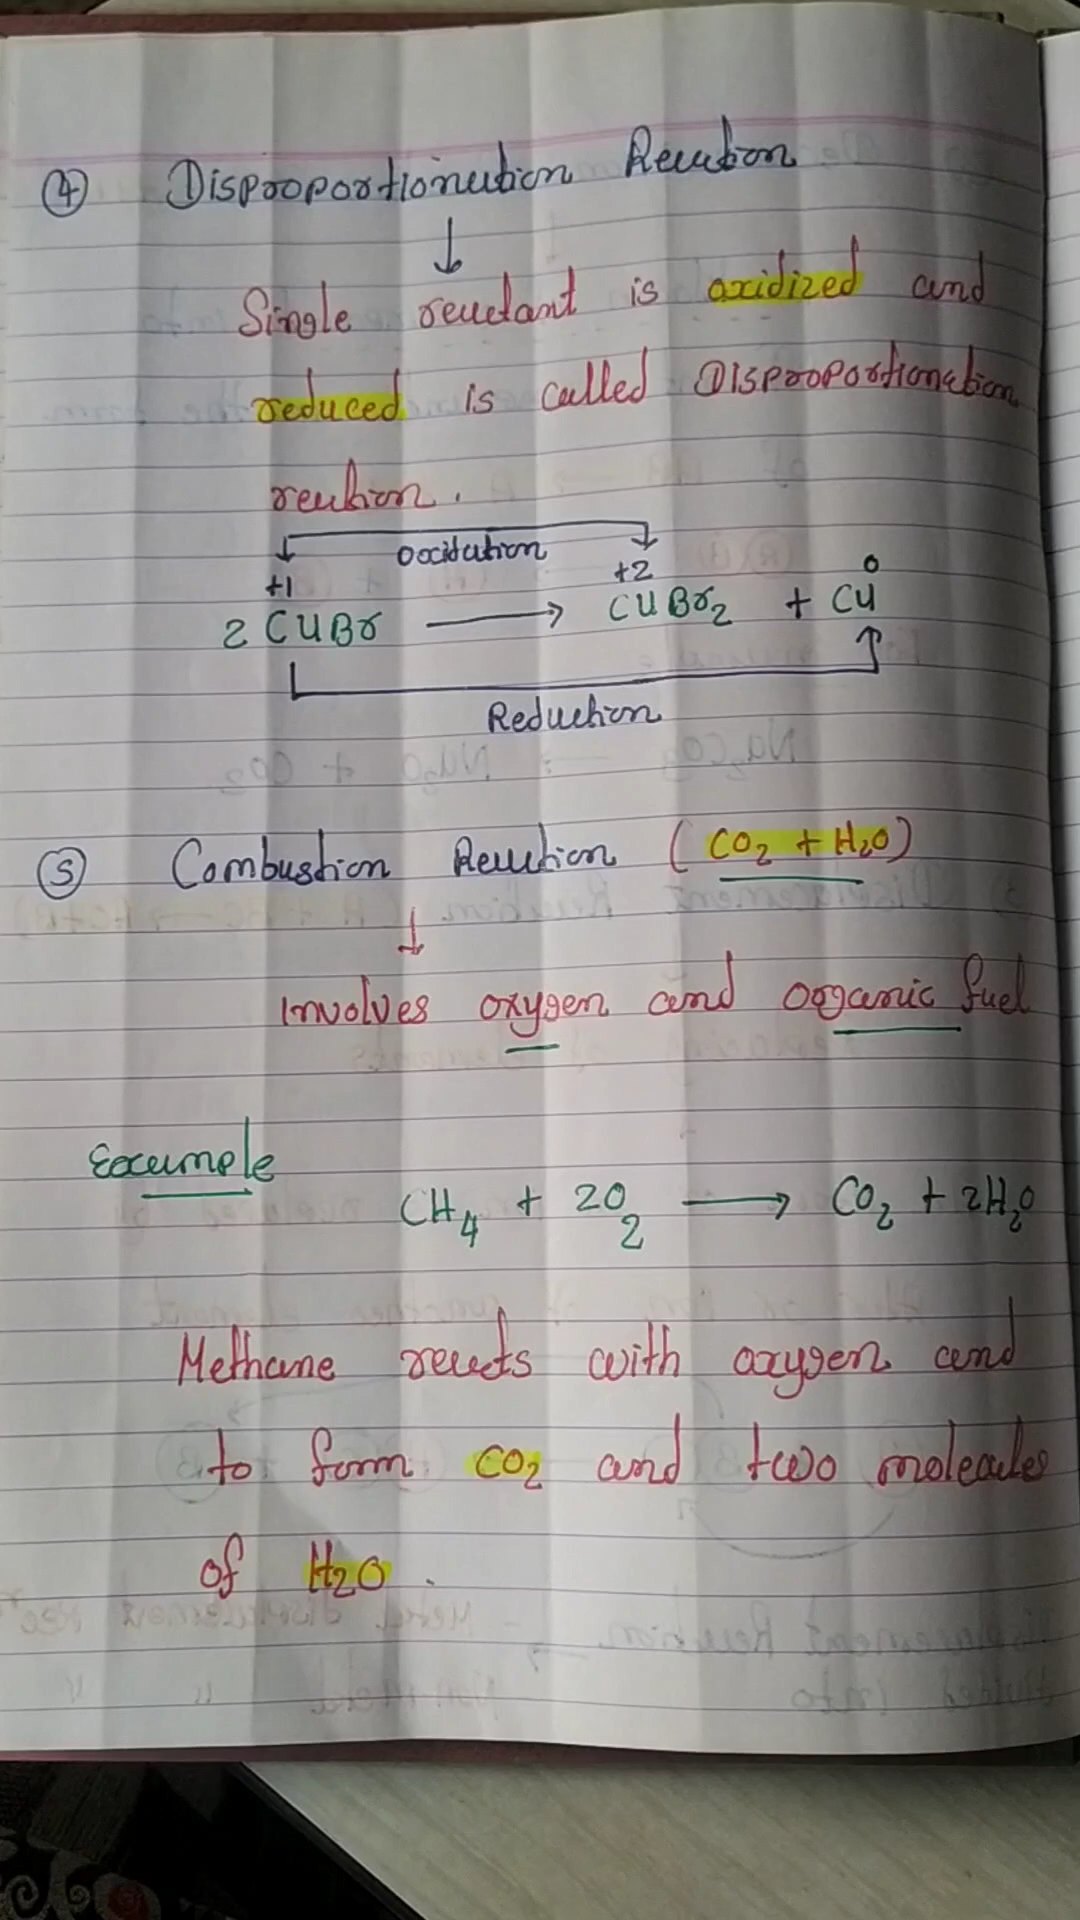 ④ Disproportionation Reaction
↓
Single reactant is oxidized and
reduced is called Disproportionation
reaction.
oxidation
+1 +2 0
2 CuBr ⟶ CuBr₂ + Cu
Reduction
⑤ Combustion Reaction (CO₂ + H₂O)
↓
Involves oxygen and organic fuel
Example
CH₄ + 2O₂ ⟶ CO₂ + 2H₂O
Methane reacts with oxygen and
to form CO₂ and two molecules
of H₂O.